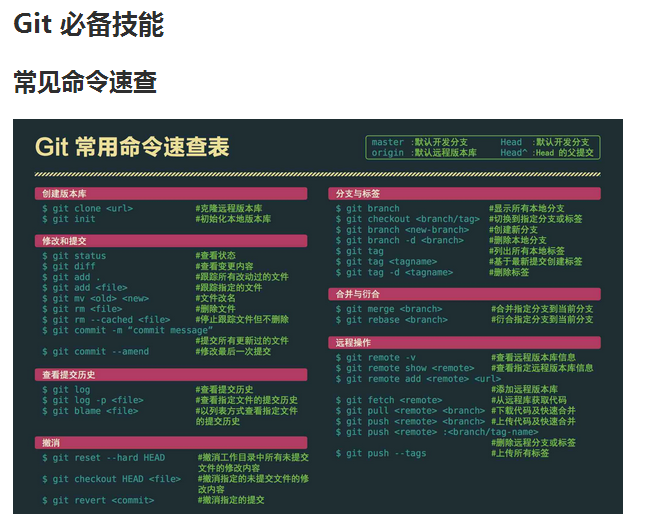 Git 必备技能
常见命令速查
Git 常用命令速查表
master :默认开发分支 Head :默认开发分支
origin :默认远程版本库 Head^ :Head 的父提交
创建版本库
$ git clone <url> #克隆远程版本库
$ git init #初始化本地版本库
修改和提交
$ git status #查看状态
$ git diff #查看变更内容
$ git add . #跟踪所有改动过的文件
$ git add <file> #跟踪指定的文件
$ git mv <old> <new> #文件改名
$ git rm <file> #删除文件
$ git rm --cached <file> #停止跟踪文件但不删除
$ git commit -m “commit message”
#提交所有更新过的文件
$ git commit --amend #修改最后一次提交
查看提交历史
$ git log #查看提交历史
$ git log -p <file> #查看指定文件的提交历史
$ git blame <file> #以列表方式查看指定文件
的提交历史
撤消
$ git reset --hard HEAD #撤消工作目录中所有未提交
文件的修改内容
$ git checkout HEAD <file> #撤消指定的未提交文件的修
改内容
$ git revert <commit> #撤消指定的提交
分支与标签
$ git branch #显示所有本地分支
$ git checkout <branch/tag> #切换到指定分支或标签
$ git branch <new-branch> #创建新分支
$ git branch -d <branch> #删除本地分支
$ git tag #列出所有本地标签
$ git tag <tagname> #基于最新提交创建标签
$ git tag -d <tagname> #删除标签
合并与衍合
$ git merge <branch> #合并指定分支到当前分支
$ git rebase <branch> #衍合指定分支到当前分支
远程操作
$ git remote -v #查看远程版本库信息
$ git remote show <remote> #查看指定远程版本库信息
$ git remote add <remote> <url>
#添加远程版本库
$ git fetch <remote> #从远程库获取代码
$ git pull <remote> <branch> #下载代码及快速合并
$ git push <remote> <branch> #上传代码及快速合并
$ git push <remote> :<branch/tag-name>
#删除远程分支或标签
$ git push --tags #上传所有标签